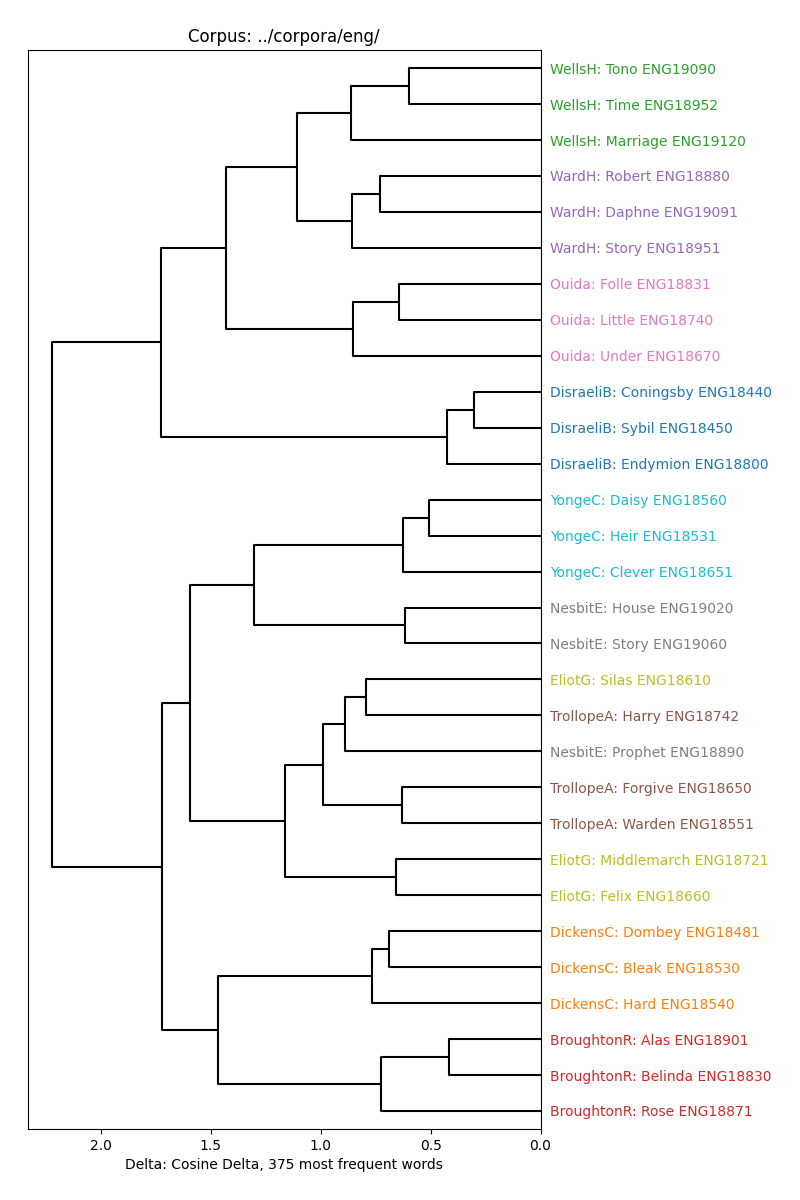 Corpus: ../corpora/eng/
WellsH: Tono ENG19090
WellsH: Time ENG18952
WellsH: Marriage ENG19120
WardH: Robert ENG18880
WardH: Daphne ENG19091
WardH: Story ENG18951
Ouida: Folle ENG18831
Ouida: Little ENG18740
Ouida: Under ENG18670
DisraeliB: Coningsby ENG18440
DisraeliB: Sybil ENG18450
DisraeliB: Endymion ENG18800
YongeC: Daisy ENG18560
YongeC: Heir ENG18531
YongeC: Clever ENG18651
NesbitE: House ENG19020
NesbitE: Story ENG19060
EliotG: Silas ENG18610
TrollopeA: Harry ENG18742
NesbitE: Prophet ENG18890
TrollopeA: Forgive ENG18650
TrollopeA: Warden ENG18551
EliotG: Middlemarch ENG18721
EliotG: Felix ENG18660
DickensC: Dombey ENG18481
DickensC: Bleak ENG18530
DickensC: Hard ENG18540
BroughtonR: Alas ENG18901
BroughtonR: Belinda ENG18830
BroughtonR: Rose ENG18871
2.0 1.5 1.0 0.5 0.0
Delta: Cosine Delta, 375 most frequent words